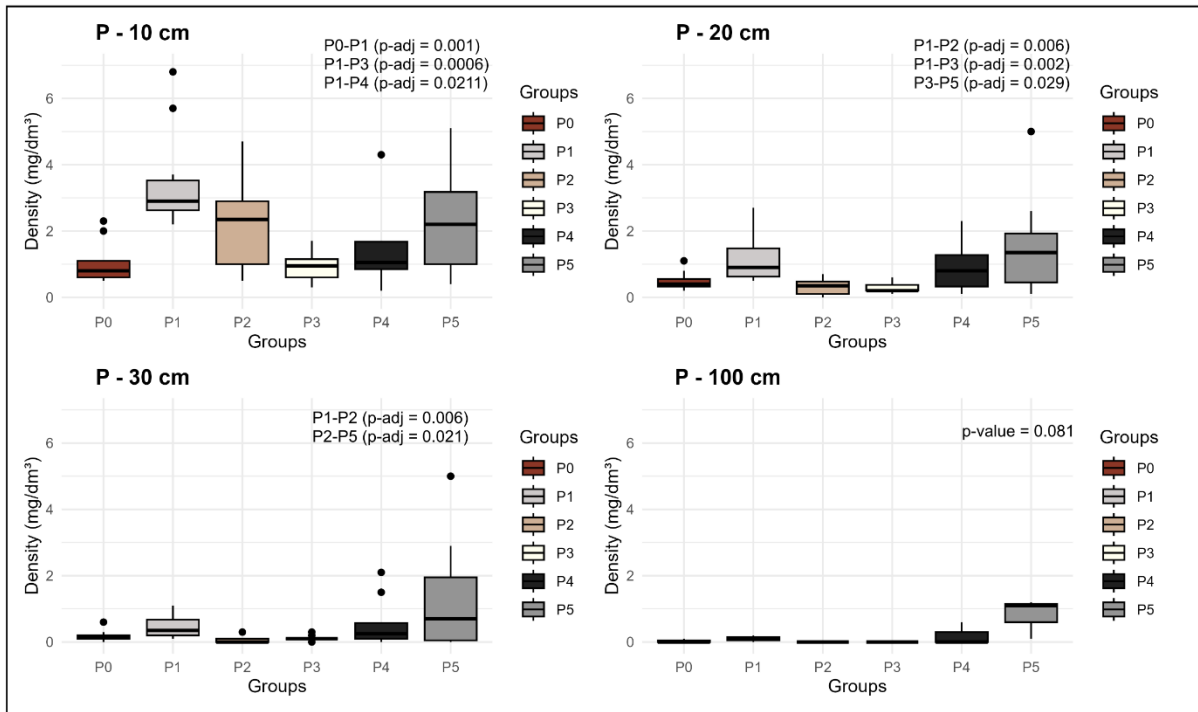 P - 10 cm
P0-P1 (p-adj = 0.001)
P1-P3 (p-adj = 0.0006)
P1-P4 (p-adj = 0.0211)
Density (mg/dm³)
6
4
2
0
P0 P1 P2 P3 P4 P5
Groups
Groups
P0
P1
P2
P3
P4
P5
P - 20 cm
P1-P2 (p-adj = 0.006)
P1-P3 (p-adj = 0.002)
P3-P5 (p-adj = 0.029)
Density (mg/dm³)
6
4
2
0
P0 P1 P2 P3 P4 P5
Groups
Groups
P0
P1
P2
P3
P4
P5
P - 30 cm
P1-P2 (p-adj = 0.006)
P2-P5 (p-adj = 0.021)
Density (mg/dm³)
6
4
2
0
P0 P1 P2 P3 P4 P5
Groups
Groups
P0
P1
P2
P3
P4
P5
P - 100 cm
p-value = 0.081
Density (mg/dm³)
6
4
2
0
P0 P1 P2 P3 P4 P5
Groups
Groups
P0
P1
P2
P3
P4
P5